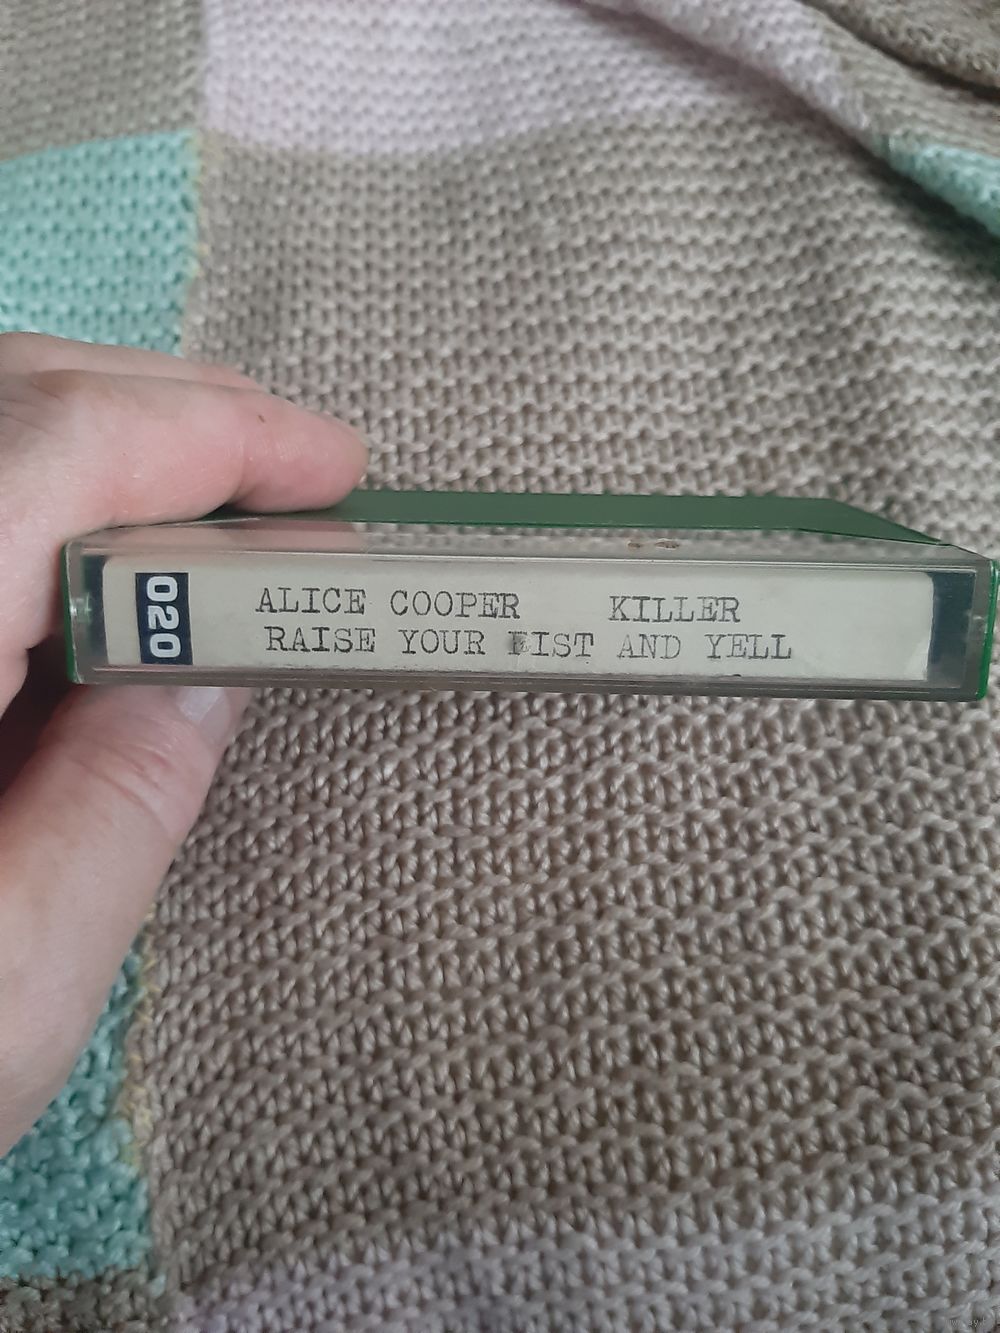 020
ALICE COOPER KILLER
RAISE YOUR FIST AND YELL